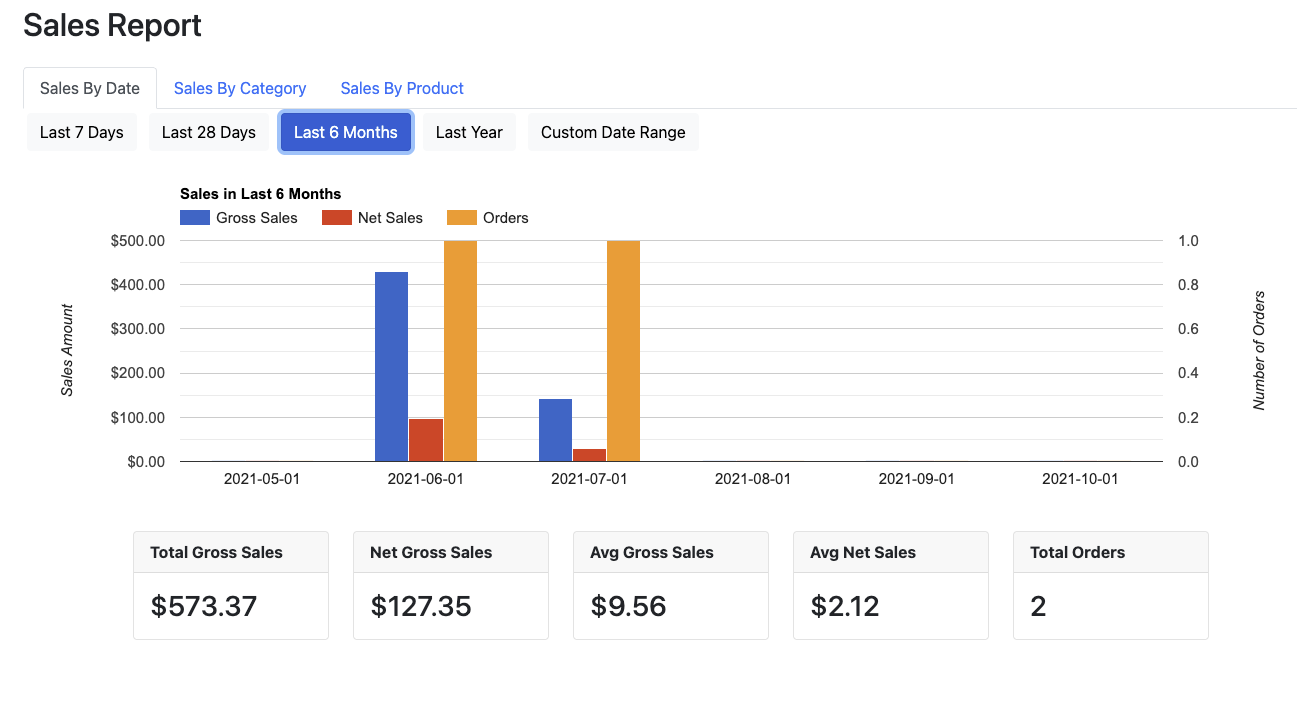 Sales Report
Sales By Date Sales By Category Sales By Product
Last 7 Days Last 28 Days Last 6 Months Last Year Custom Date Range
Sales in Last 6 Months
Gross Sales Net Sales Orders
$500.00 1.0
$400.00 0.8
$300.00 0.6
$200.00 0.4
$100.00 0.2
$0.00 0.0
Sales Amount
Number of Orders
2021-05-01 2021-06-01 2021-07-01 2021-08-01 2021-09-01 2021-10-01
Total Gross Sales Net Gross Sales Avg Gross Sales Avg Net Sales Total Orders
$573.37 $127.35 $9.56 $2.12 2